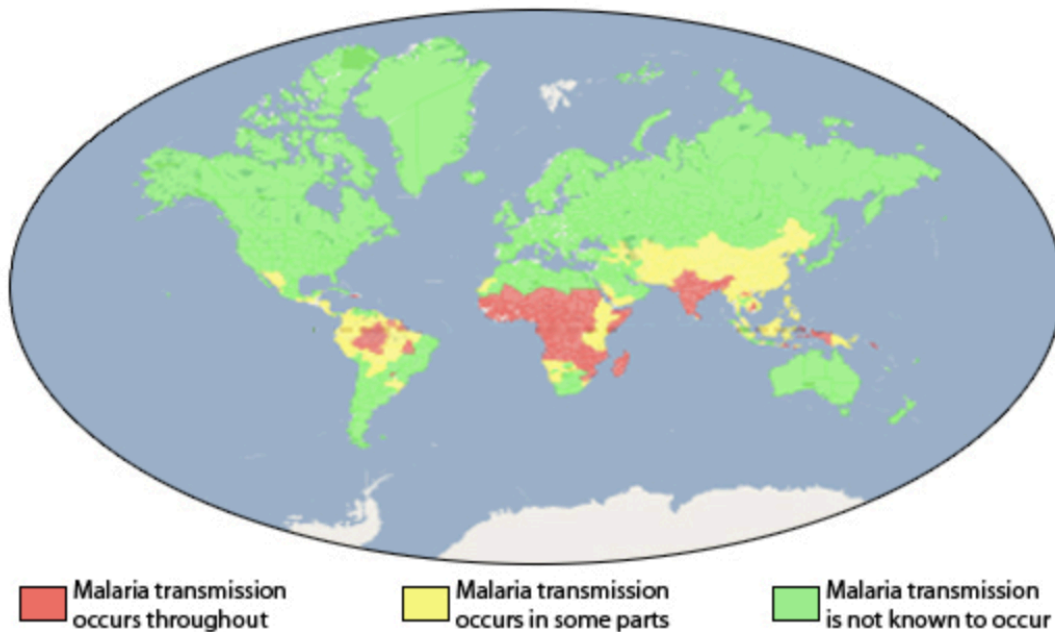 Malaria transmission
occurs throughout
Malaria transmission
occurs in some parts
Malaria transmission
is not known to occur